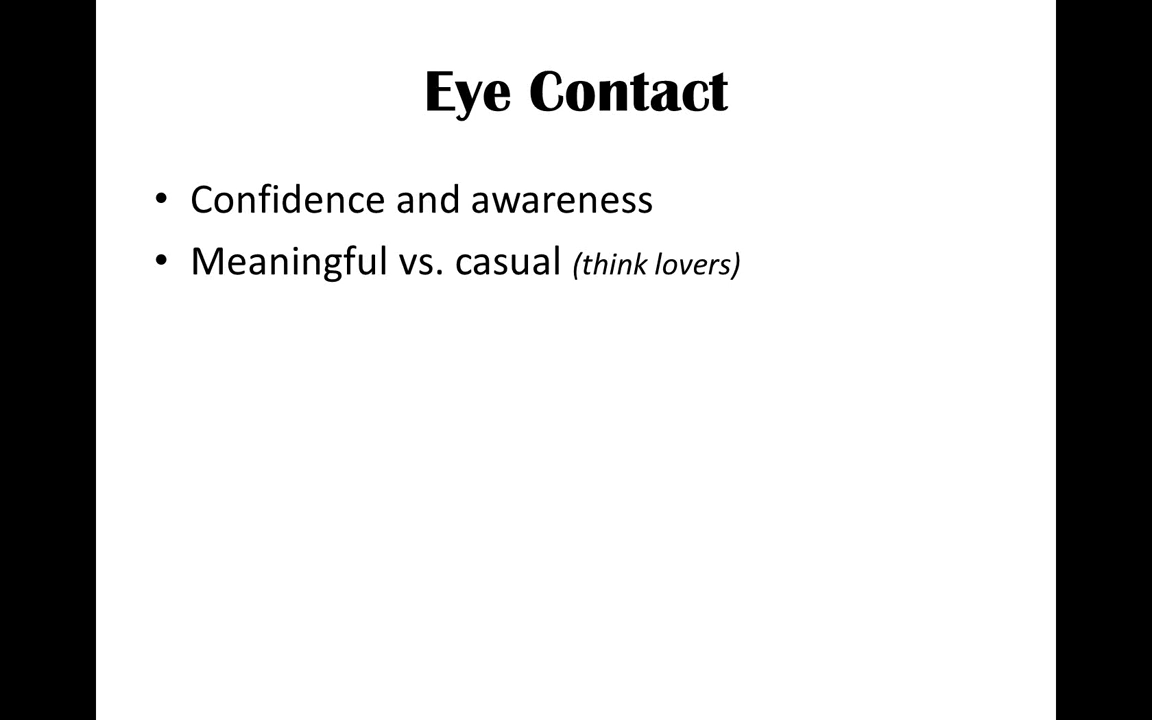 Eye Contact
• Confidence and awareness
• Meaningful vs. casual (think lovers)